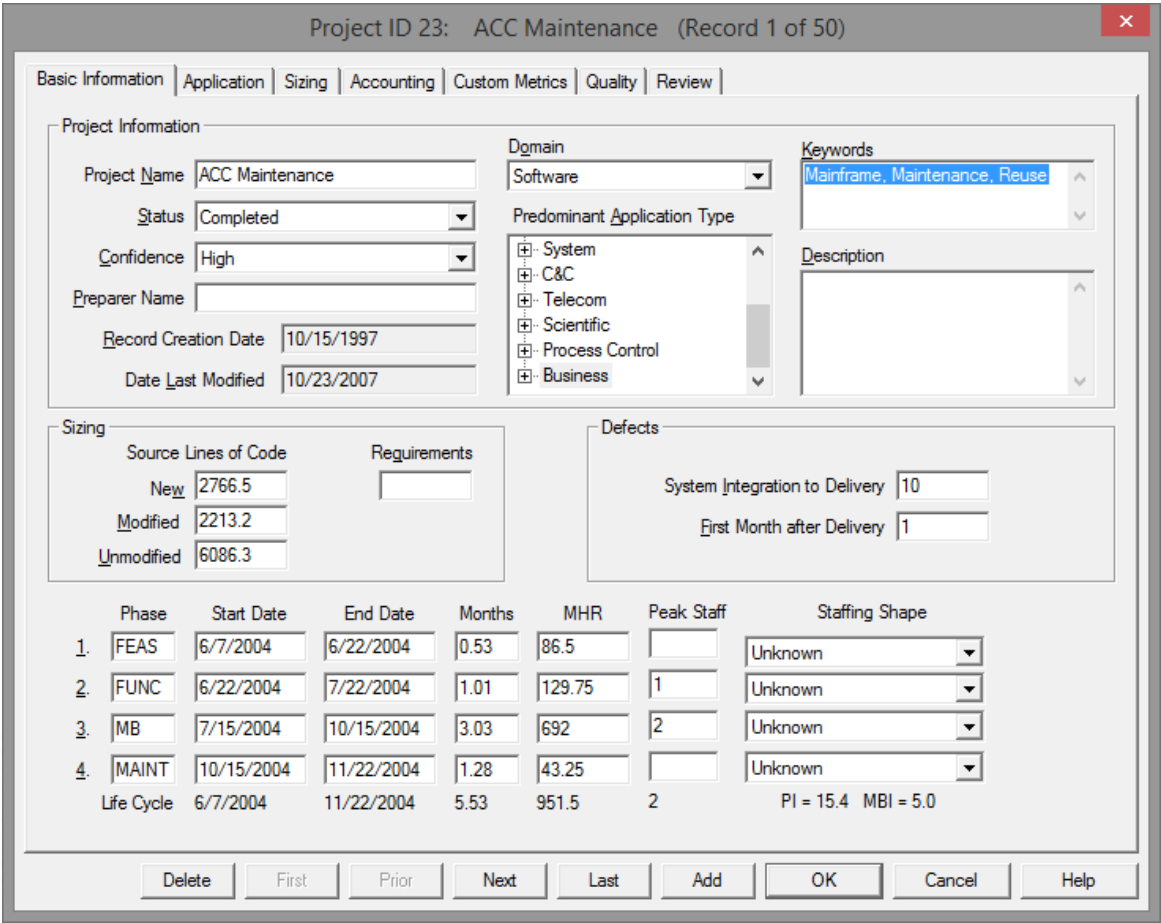 Project ID 23: ACC Maintenance (Record 1 of 50)
Basic Information Application Sizing Accounting Custom Metrics Quality Review
Project Information
Project Name ACC Maintenance
Status Completed
Confidence High
Preparer Name
Record Creation Date 10/15/1997
Date Last Modified 10/23/2007
Domain
Software
Predominant Application Type
System
C&C
Telecom
Scientific
Process Control
Business
Keywords
Mainframe, Maintenance, Reuse
Description
Sizing
Source Lines of Code Requirements
New 2766.5
Modified 2213.2
Unmodified 6086.3
Defects
System Integration to Delivery 10
First Month after Delivery 1
Phase Start Date End Date Months MHR Peak Staff Staffing Shape
1. FEAS 6/7/2004 6/22/2004 0.53 86.5 Unknown
2. FUNC 6/22/2004 7/22/2004 1.01 129.75 1 Unknown
3. MB 7/15/2004 10/15/2004 3.03 692 2 Unknown
4. MAINT 10/15/2004 11/22/2004 1.28 43.25 Unknown
Life Cycle 6/7/2004 11/22/2004 5.53 951.5 2 PI = 15.4 MBI = 5.0
Delete First Prior Next Last Add OK Cancel Help